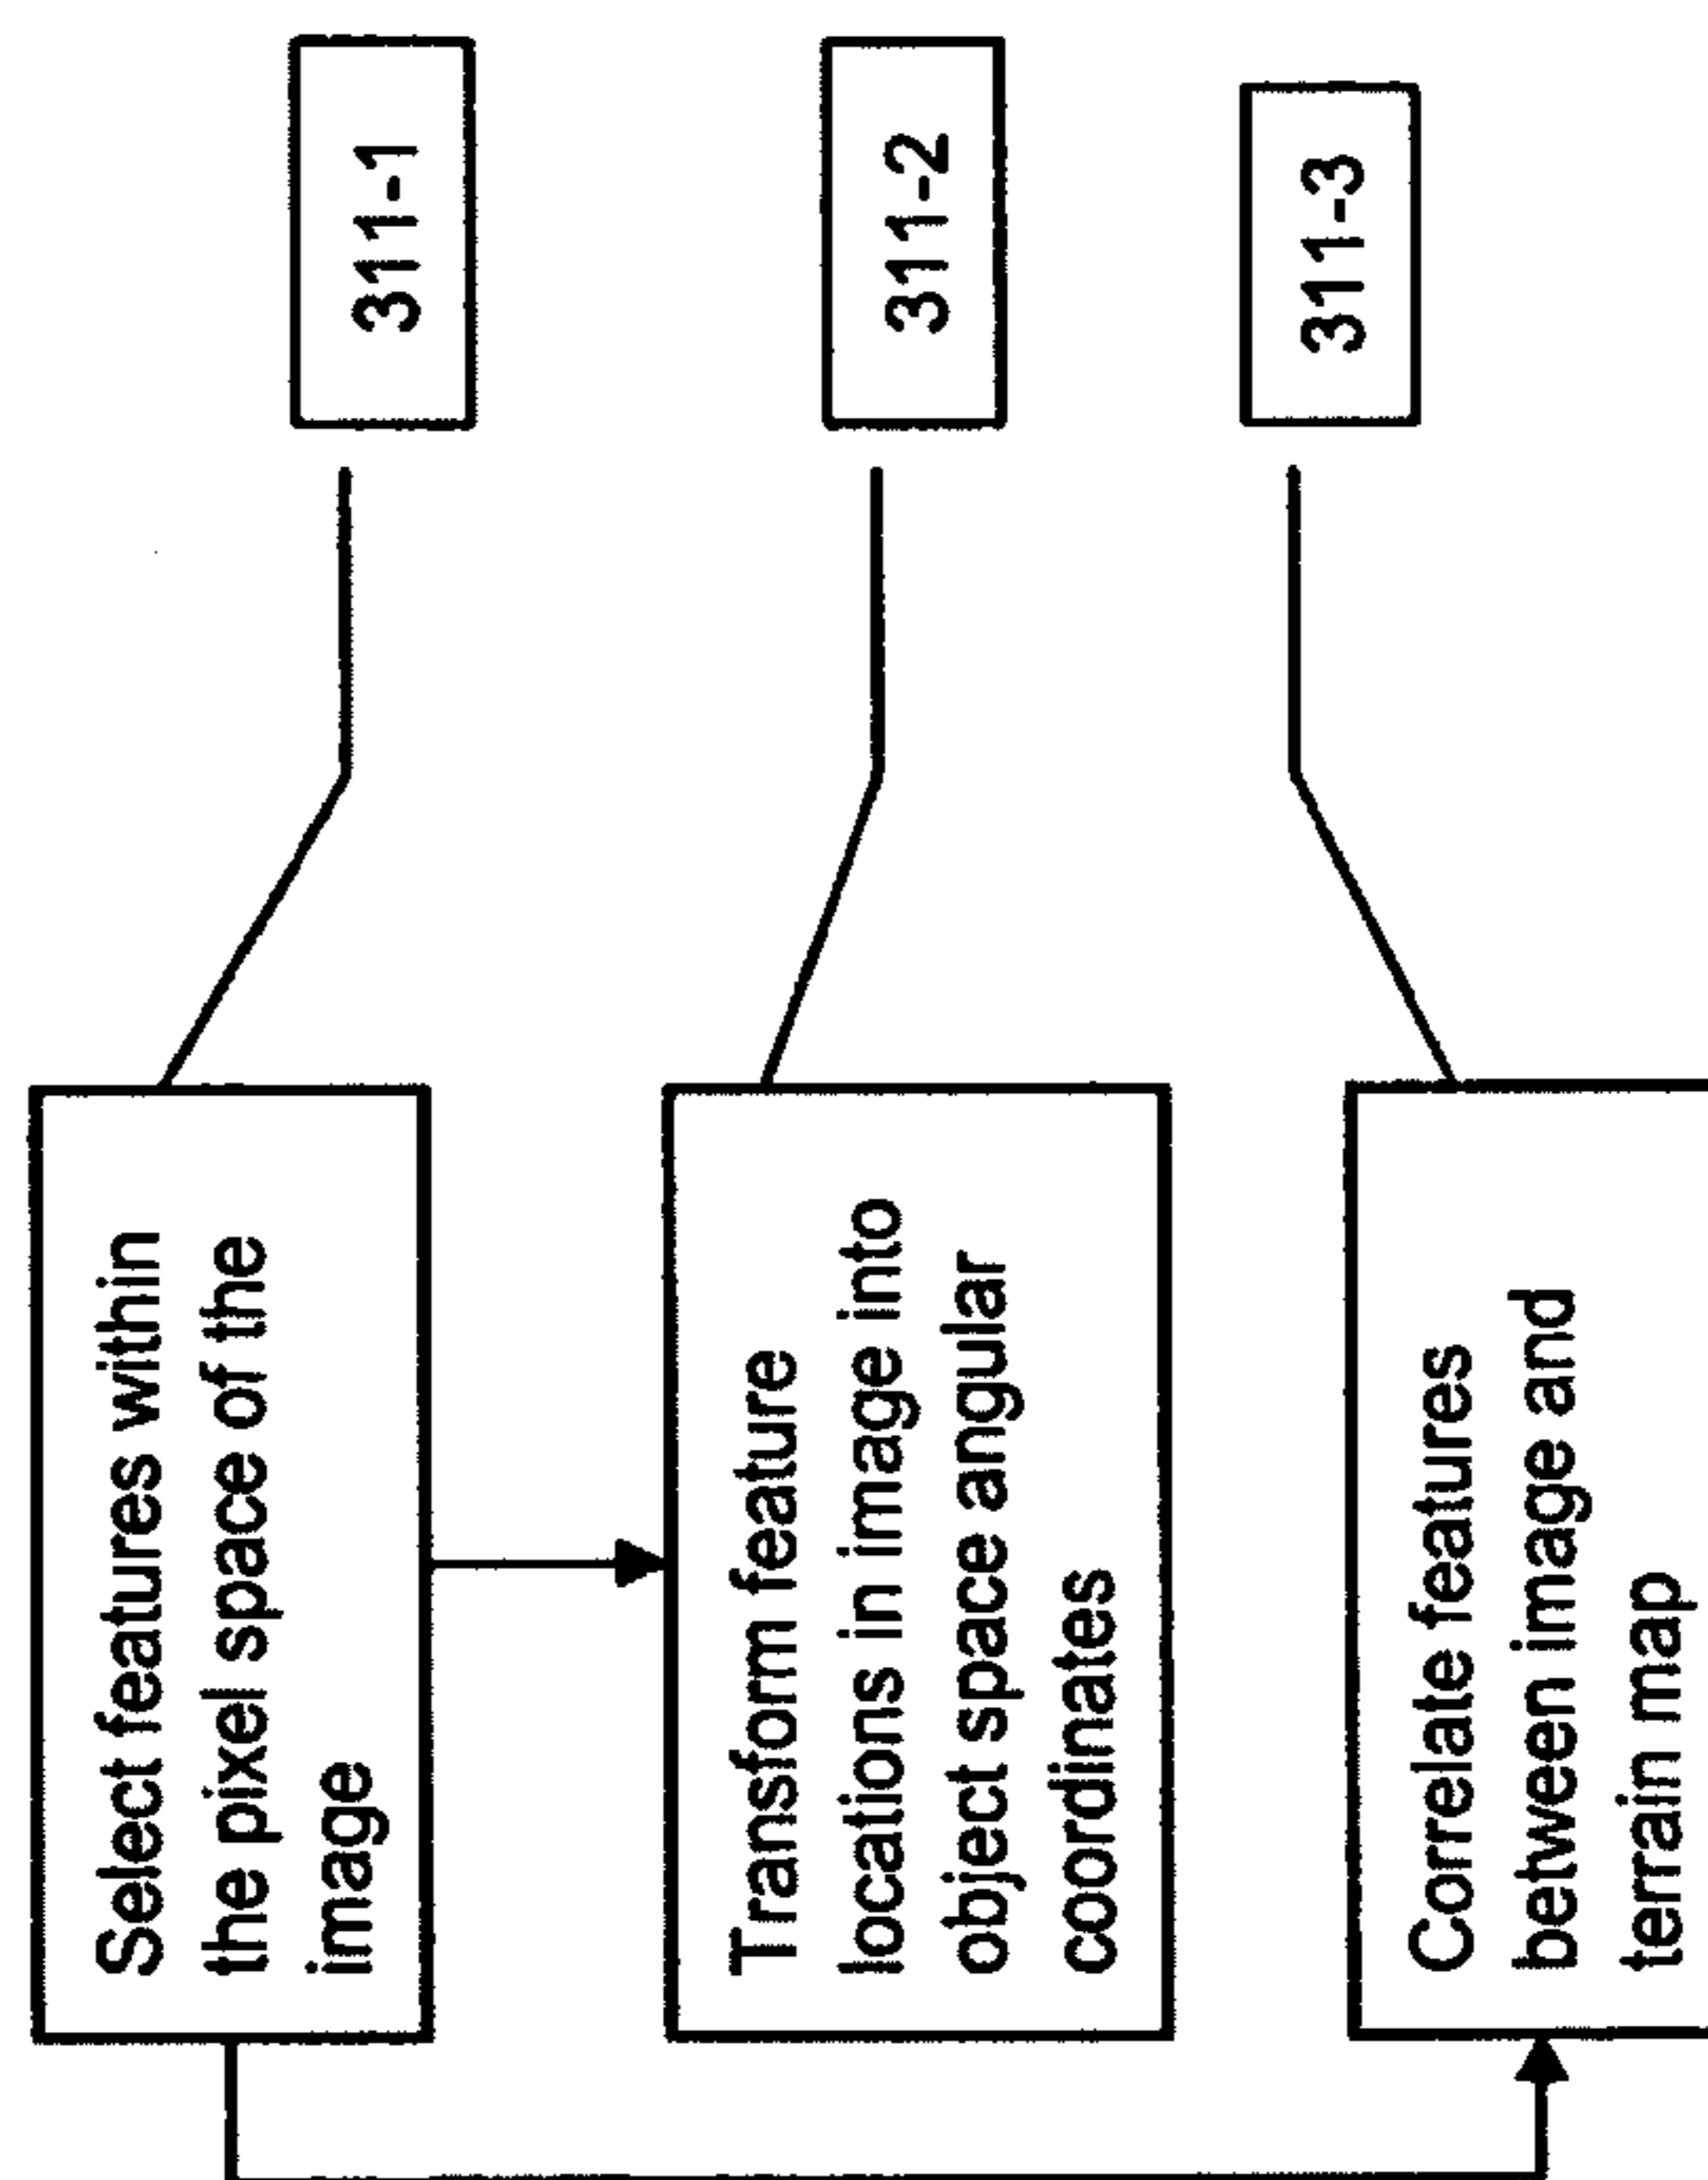 Select features within
the pixel space of the
image
311-1
Transform feature
locations in image into
object space angular
coordinates
311-2
Correlate features
between image and
terrain map
311-3